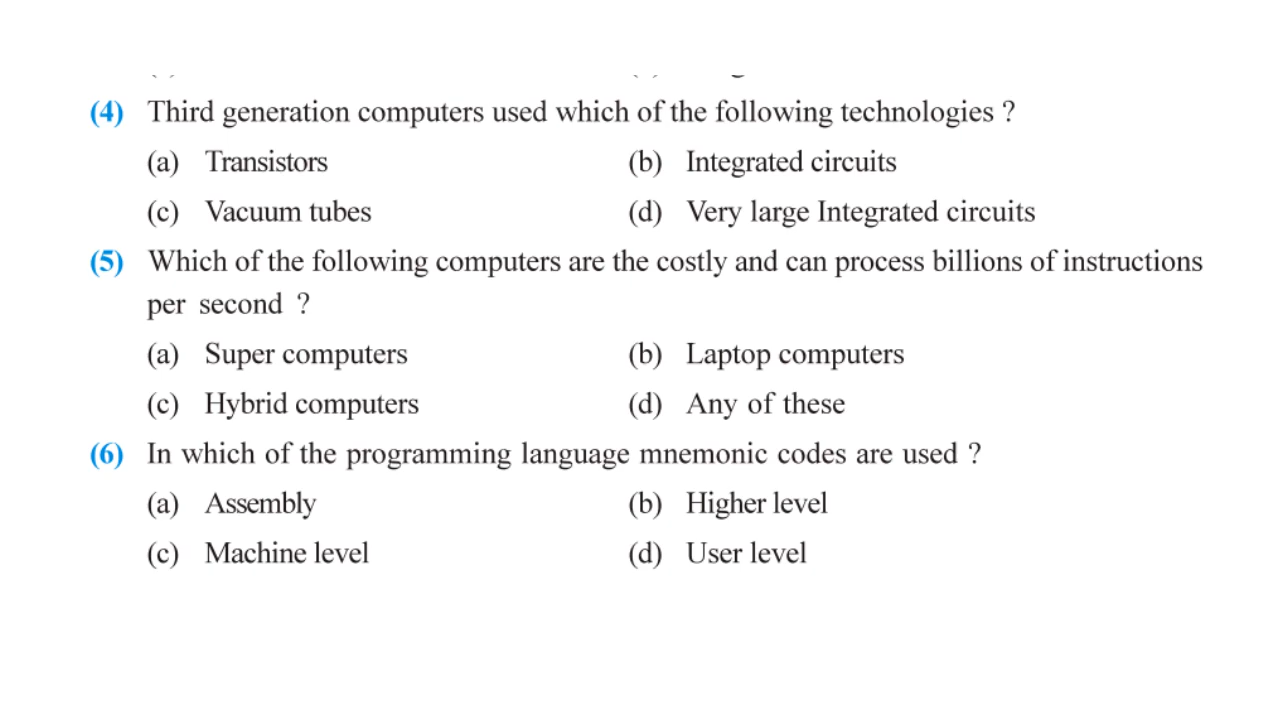 (4) Third generation computers used which of the following technologies ?
(a) Transistors (b) Integrated circuits
(c) Vacuum tubes (d) Very large Integrated circuits
(5) Which of the following computers are the costly and can process billions of instructions
per second ?
(a) Super computers (b) Laptop computers
(c) Hybrid computers (d) Any of these
(6) In which of the programming language mnemonic codes are used ?
(a) Assembly (b) Higher level
(c) Machine level (d) User level